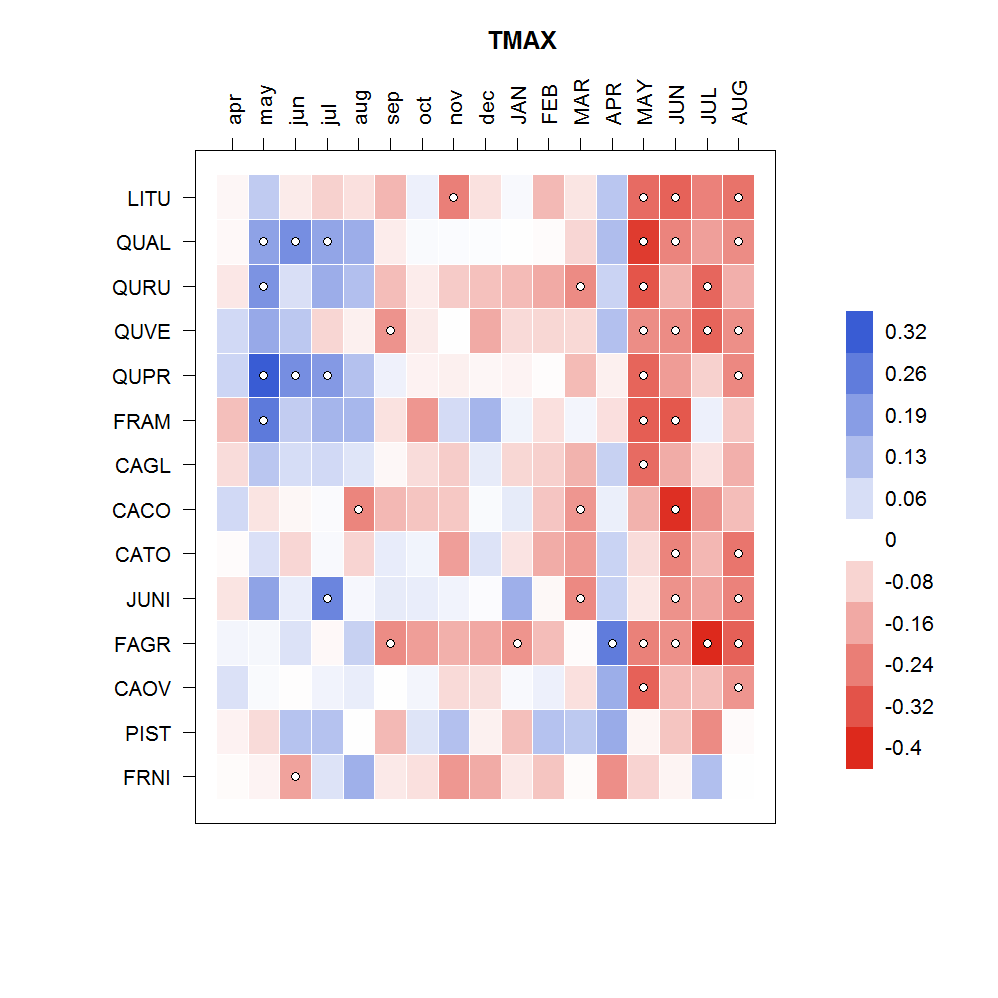 TMAX
apr may jun jul aug sep oct nov dec JAN FEB MAR APR MAY JUN JUL AUG
LITU
QUAL
QURU
QUVE
QUPR
FRAM
CAGL
CACO
CATO
JUNI
FAGR
CAOV
PIST
FRNI
0.32
0.26
0.19
0.13
0.06
0
-0.08
-0.16
-0.24
-0.32
-0.4